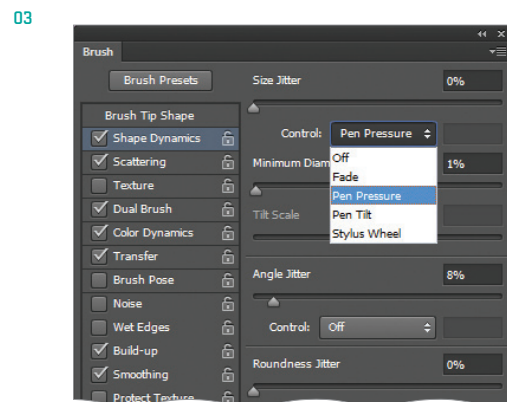 03
Brush
Brush Presets
Size Jitter 0%
Brush Tip Shape
Shape Dynamics
Control: Pen Pressure
Scattering
Minimum Diam 1%
Off
Fade
Pen Pressure
Pen Tilt
Stylus Wheel
Texture
Dual Brush
Tilt Scale
Color Dynamics
Transfer
Brush Pose
Angle Jitter 8%
Noise
Wet Edges
Control: Off
Build-up
Smoothing
Roundness Jitter 0%
Protect Texture